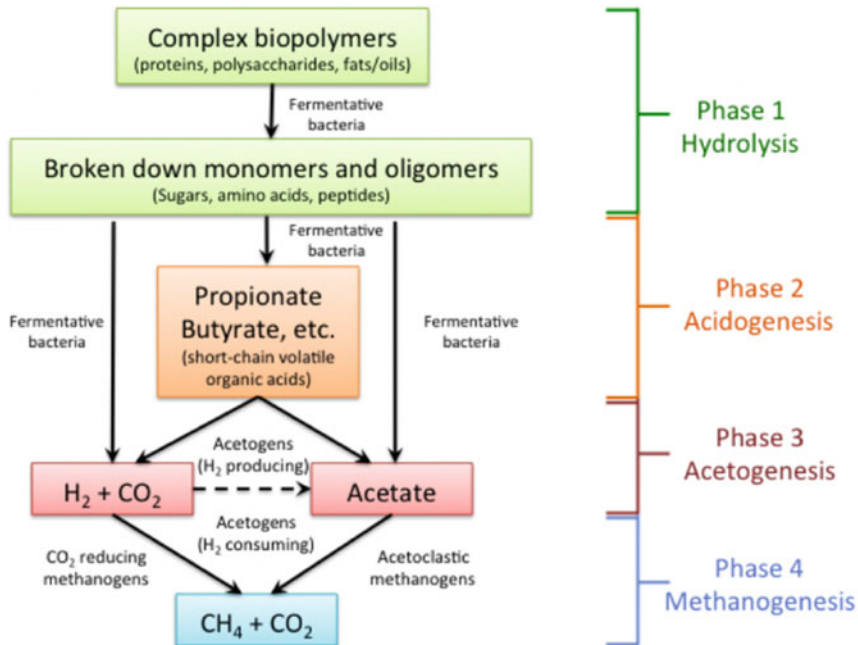 Complex biopolymers
(proteins, polysaccharides, fats/oils)
Fermentative
bacteria
Phase 1
Hydrolysis
Broken down monomers and oligomers
(Sugars, amino acids, peptides)
Fermentative
bacteria
Propionate
Butyrate, etc.
(short-chain volatile
organic acids)
Fermentative
bacteria
Fermentative
bacteria
Phase 2
Acidogenesis
Acetogens
(H₂ producing)
H₂ + CO₂
Acetate
Acetogens
(H₂ consuming)
Phase 3
Acetogenesis
CO₂ reducing
methanogens
Acetoclastic
methanogens
CH₄ + CO₂
Phase 4
Methanogenesis